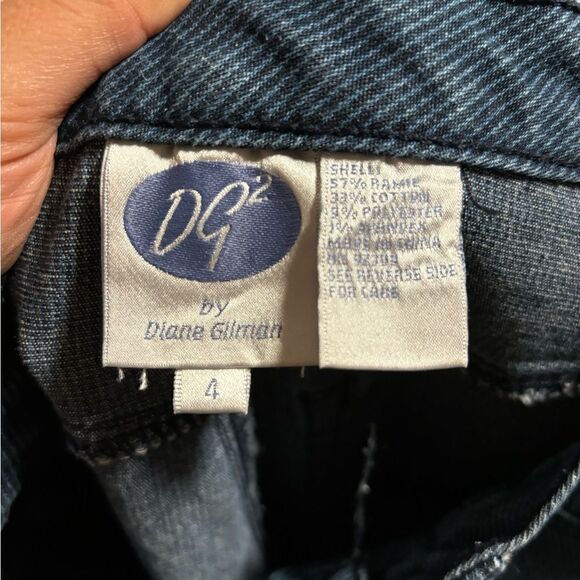 DG²
by
Diane Gilman
4
SHELL:
57% RAMIE
33% COTTON
9% POLYESTER
1% SPANDEX
MADE IN CHINA
RN
SEE REVERSE SIDE
FOR CARE